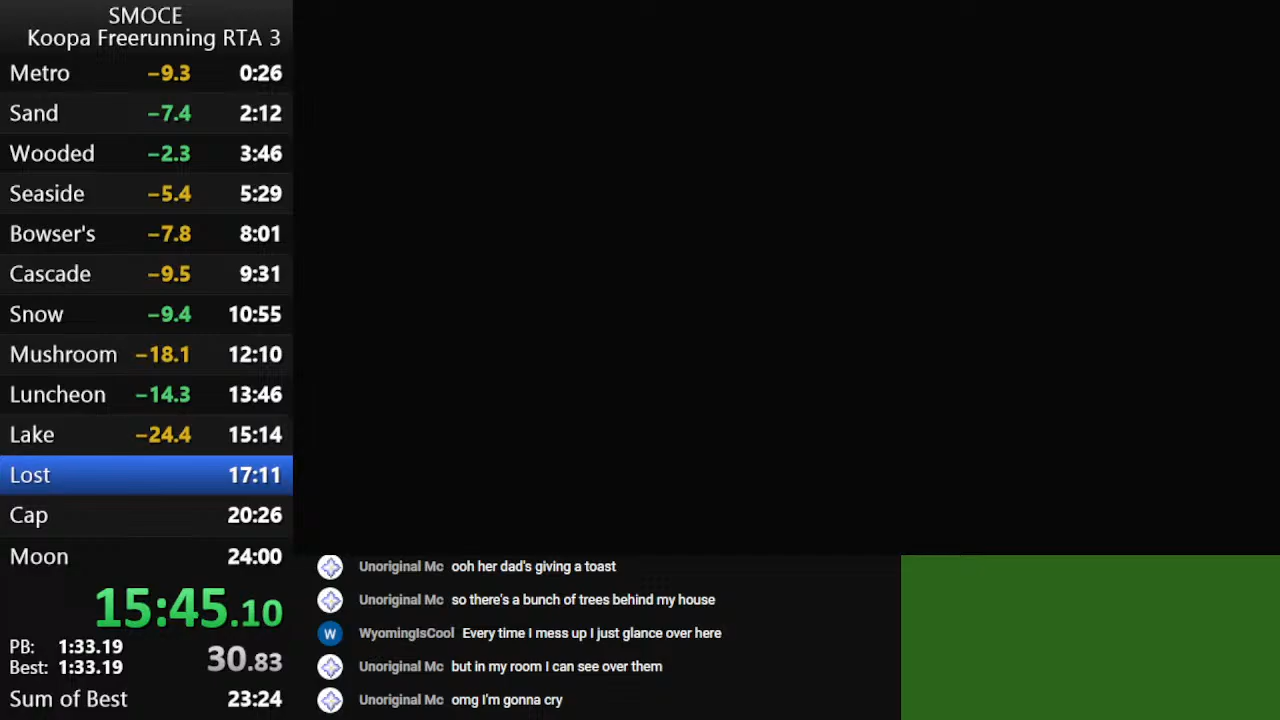 SMOCE
Koopa Freerunning RTA 3
Metro −9.3 0:26
Sand −7.4 2:12
Wooded −2.3 3:46
Seaside −5.4 5:29
Bowser's −7.8 8:01
Cascade −9.5 9:31
Snow −9.4 10:55
Mushroom −18.1 12:10
Luncheon −14.3 13:46
Lake −24.4 15:14
Lost 17:11
Cap 20:26
Moon 24:00
15:45.10
PB: 1:33.19
Best: 1:33.19
30.83
Sum of Best 23:24
Unoriginal Mc ooh her dad's giving a toast
Unoriginal Mc so there's a bunch of trees behind my house
W WyomingIsCool Every time I mess up I just glance over here
Unoriginal Mc but in my room I can see over them
Unoriginal Mc omg I'm gonna cry